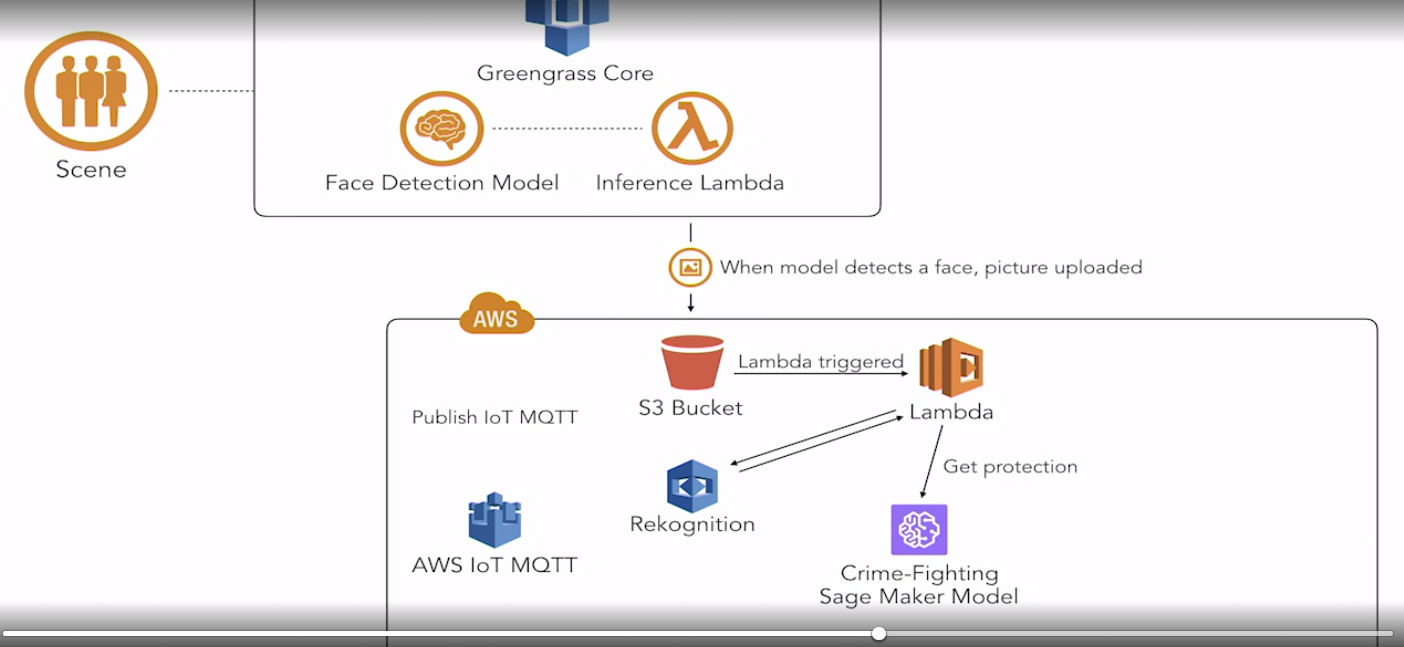 Greengrass Core
Scene
Face Detection Model
Inference Lambda
When model detects a face, picture uploaded
AWS
Lambda triggered
S3 Bucket
Lambda
Publish IoT MQTT
Get protection
Rekognition
AWS IoT MQTT
Crime-Fighting
Sage Maker Model